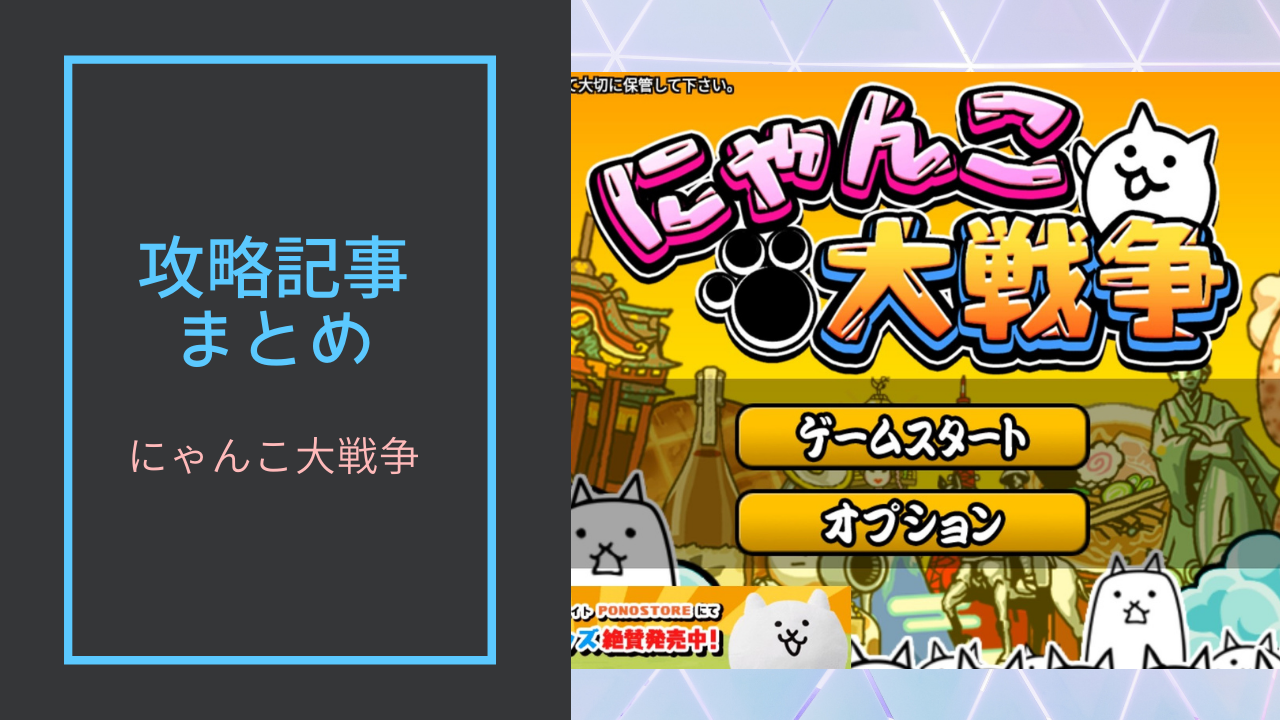 攻略記事
まとめ
にゃんこ大戦争
て大切に保管して下さい。
にゃんこ
大戦争
ゲームスタート
オプション
イト PONOSTORE にて
ズ絶賛発売中!